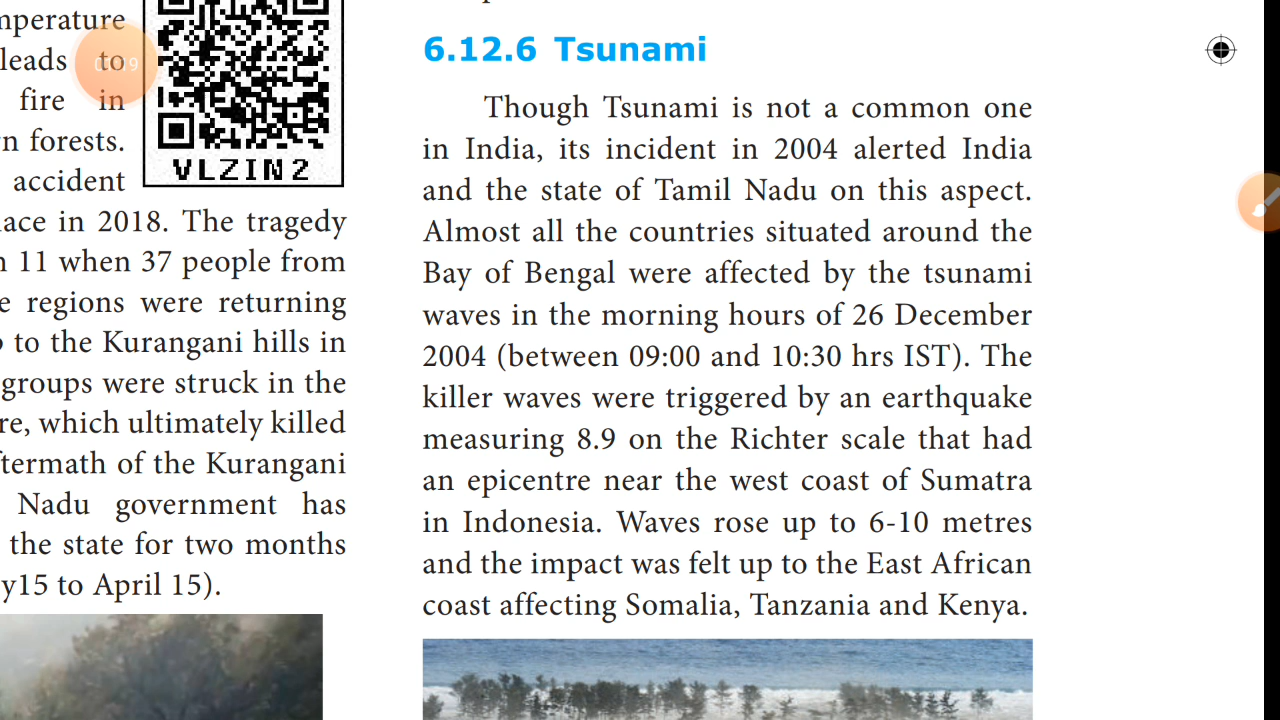 mperature
leads to
fire in
n forests.
accident
lace in 2018. The tragedy
11 when 37 people from
regions were returning
to the Kurangani hills in
groups were struck in the
re, which ultimately killed
ftermath of the Kurangani
Nadu government has
the state for two months
y15 to April 15).
VLZIN2
6.12.6 Tsunami
Though Tsunami is not a common one
in India, its incident in 2004 alerted India
and the state of Tamil Nadu on this aspect.
Almost all the countries situated around the
Bay of Bengal were affected by the tsunami
waves in the morning hours of 26 December
2004 (between 09:00 and 10:30 hrs IST). The
killer waves were triggered by an earthquake
measuring 8.9 on the Richter scale that had
an epicentre near the west coast of Sumatra
in Indonesia. Waves rose up to 6-10 metres
and the impact was felt up to the East African
coast affecting Somalia, Tanzania and Kenya.